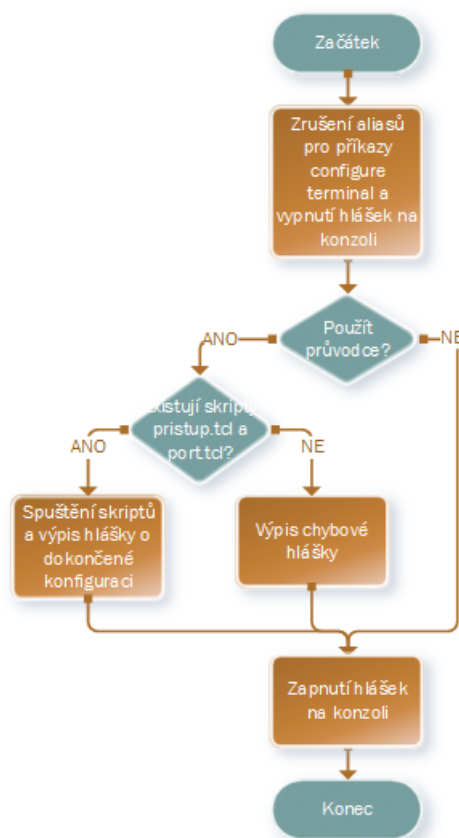 Začátek
Zrušení aliasů
pro příkazy
configure
terminal a
vypnutí hlášek na
konzoli
Použít
průvodce?
ANO
NE
existují skripty
pristup.tcl a
port.tcl?
ANO
NE
Spuštění skriptů
a výpis hlášky o
dokončené
konfiguraci
Výpis chybové
hlášky
Zapnutí hlášek
na konzoli
Konec